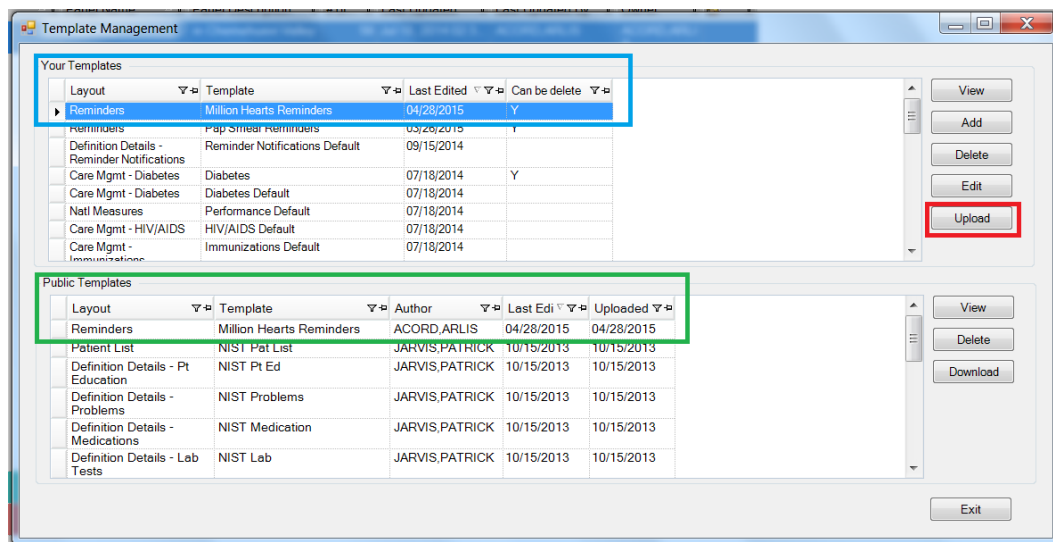 Template Management
Your Templates
Layout Template Last Edited Can be delete
Reminders Million Hearts Reminders 04/28/2015 Y
Reminders Pap Smear Reminders 03/26/2015 Y
Definition Details - Reminder Notifications Default 09/15/2014
Reminder Notifications
Care Mgmt - Diabetes Diabetes 07/18/2014 Y
Care Mgmt - Diabetes Diabetes Default 07/18/2014
Natl Measures Performance Default 07/18/2014
Care Mgmt - HIV/AIDS HIV/AIDS Default 07/18/2014
Care Mgmt - Immunizations Default 07/18/2014
Immunizations
View
Add
Delete
Edit
Upload
Public Templates
Layout Template Author Last Edi Uploaded
Reminders Million Hearts Reminders ACORD,ARLIS 04/28/2015 04/28/2015
Patient List NIST Pat List JARVIS,PATRICK 10/15/2013 10/15/2013
Definition Details - Pt NIST Pt Ed JARVIS,PATRICK 10/15/2013 10/15/2013
Education
Definition Details - NIST Problems JARVIS,PATRICK 10/15/2013 10/15/2013
Problems
Definition Details - NIST Medication JARVIS,PATRICK 10/15/2013 10/15/2013
Medications
Definition Details - Lab NIST Lab JARVIS,PATRICK 10/15/2013 10/15/2013
Tests
View
Delete
Download
Exit